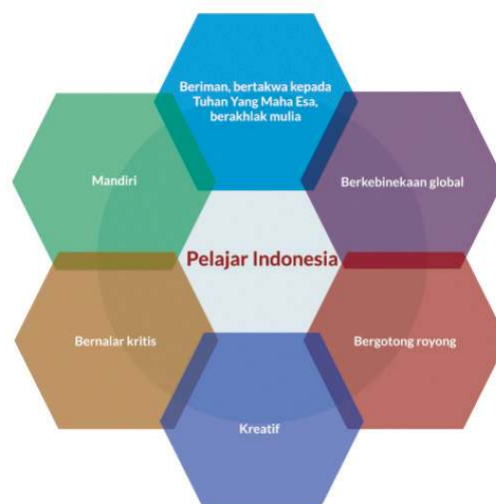 Beriman, bertakwa kepada
Tuhan Yang Maha Esa,
berakhlak mulia
Mandiri
Berkebinekaan global
Pelajar Indonesia
Bernalar kritis
Bergotong royong
Kreatif